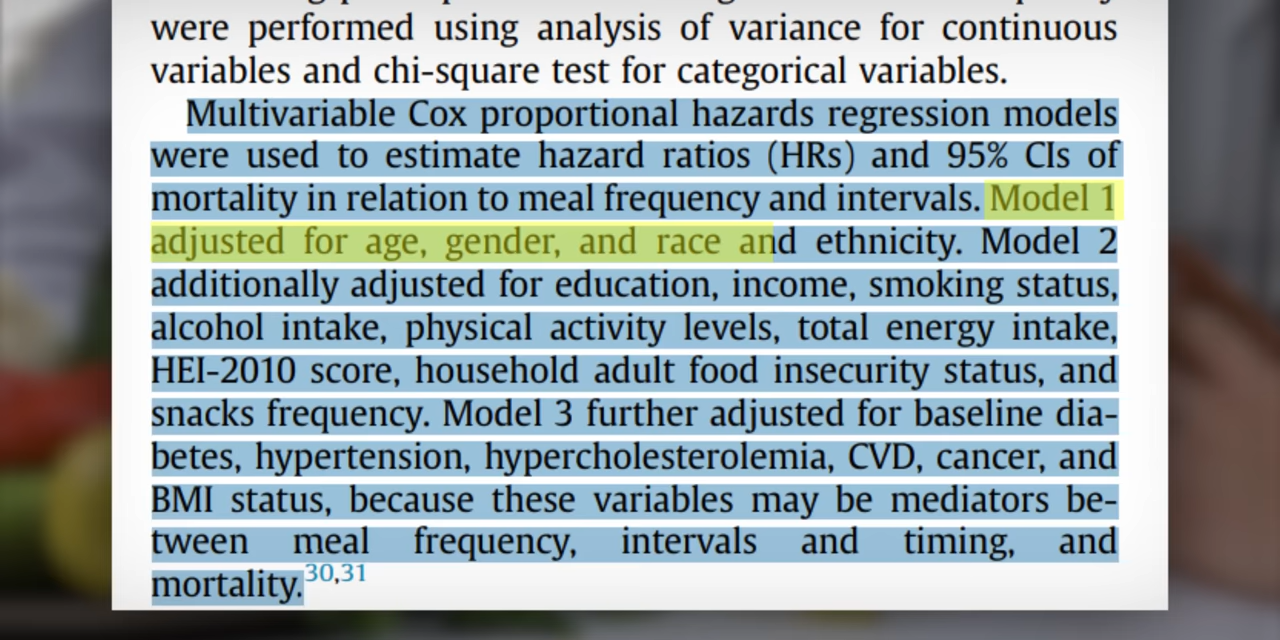 were performed using analysis of variance for continuous
variables and chi-square test for categorical variables.
Multivariable Cox proportional hazards regression models
were used to estimate hazard ratios (HRs) and 95% CIs of
mortality in relation to meal frequency and intervals. Model 1
adjusted for age, gender, and race and ethnicity. Model 2
additionally adjusted for education, income, smoking status,
alcohol intake, physical activity levels, total energy intake,
HEI-2010 score, household adult food insecurity status, and
snacks frequency. Model 3 further adjusted for baseline dia-
betes, hypertension, hypercholesterolemia, CVD, cancer, and
BMI status, because these variables may be mediators be-
tween meal frequency, intervals and timing, and
mortality.30,31